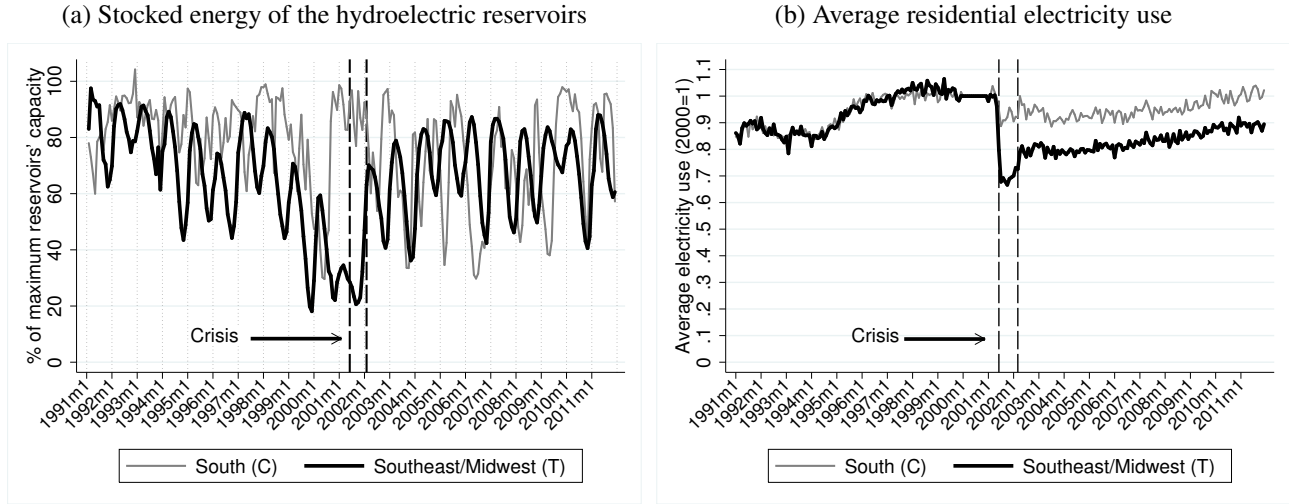 (a) Stocked energy of the hydroelectric reservoirs
% of maximum reservoirs' capacity
100
80
60
40
20
0
Crisis
1991m1
1992m1
1993m1
1994m1
1995m1
1996m1
1997m1
1998m1
1999m1
2000m1
2001m1
2002m1
2003m1
2004m1
2005m1
2006m1
2007m1
2008m1
2009m1
2010m1
2011m1
South (C) Southeast/Midwest (T)
(b) Average residential electricity use
Average electricity use (2000=1)
1.1
1
.9
.8
.7
.6
.5
.4
.3
.2
.1
0
Crisis
1991m1
1992m1
1993m1
1994m1
1995m1
1996m1
1997m1
1998m1
1999m1
2000m1
2001m1
2002m1
2003m1
2004m1
2005m1
2006m1
2007m1
2008m1
2009m1
2010m1
2011m1
South (C) Southeast/Midwest (T)